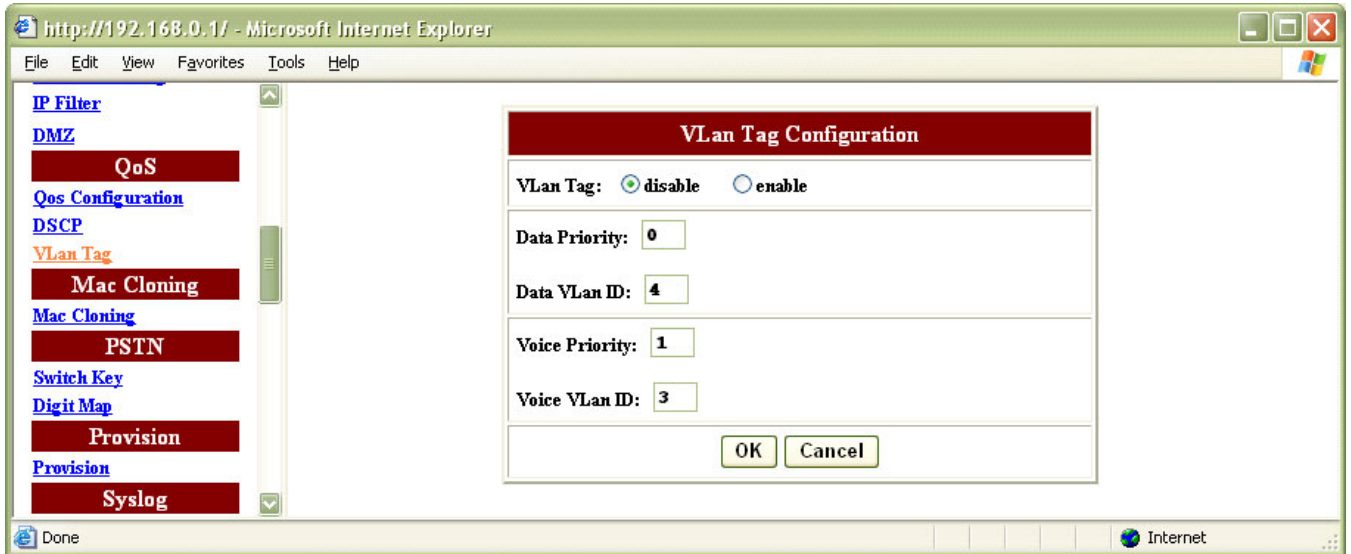 http://192.168.0.1/ - Microsoft Internet Explorer
File Edit View Favorites Tools Help
IP Filter
DMZ
QoS
Qos Configuration
DSCP
VLan Tag
Mac Cloning
Mac Cloning
PSTN
Switch Key
Digit Map
Provision
Provision
Syslog
VLan Tag Configuration
VLan Tag: disable enable
Data Priority: 0
Data VLan ID: 4
Voice Priority: 1
Voice VLan ID: 3
OK Cancel
Done Internet